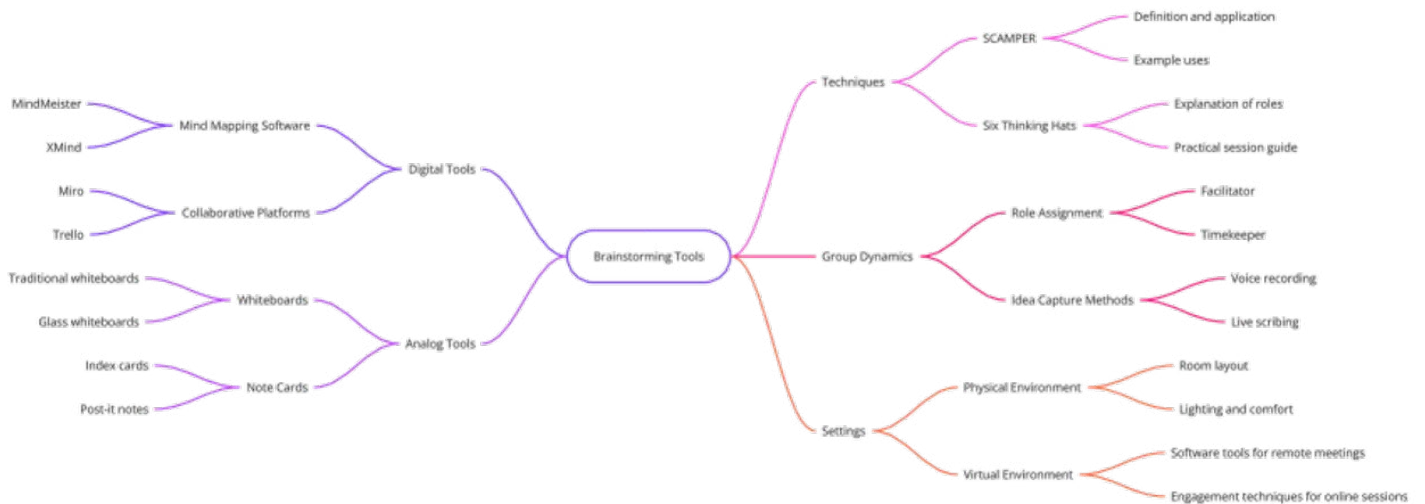 Brainstorming Tools
Digital Tools
Mind Mapping Software
MindMeister
XMind
Collaborative Platforms
Miro
Trello
Analog Tools
Whiteboards
Traditional whiteboards
Glass whiteboards
Note Cards
Index cards
Post-it notes
Techniques
SCAMPER
Definition and application
Example uses
Six Thinking Hats
Explanation of roles
Practical session guide
Group Dynamics
Role Assignment
Facilitator
Timekeeper
Idea Capture Methods
Voice recording
Live scribing
Settings
Physical Environment
Room layout
Lighting and comfort
Virtual Environment
Software tools for remote meetings
Engagement techniques for online sessions